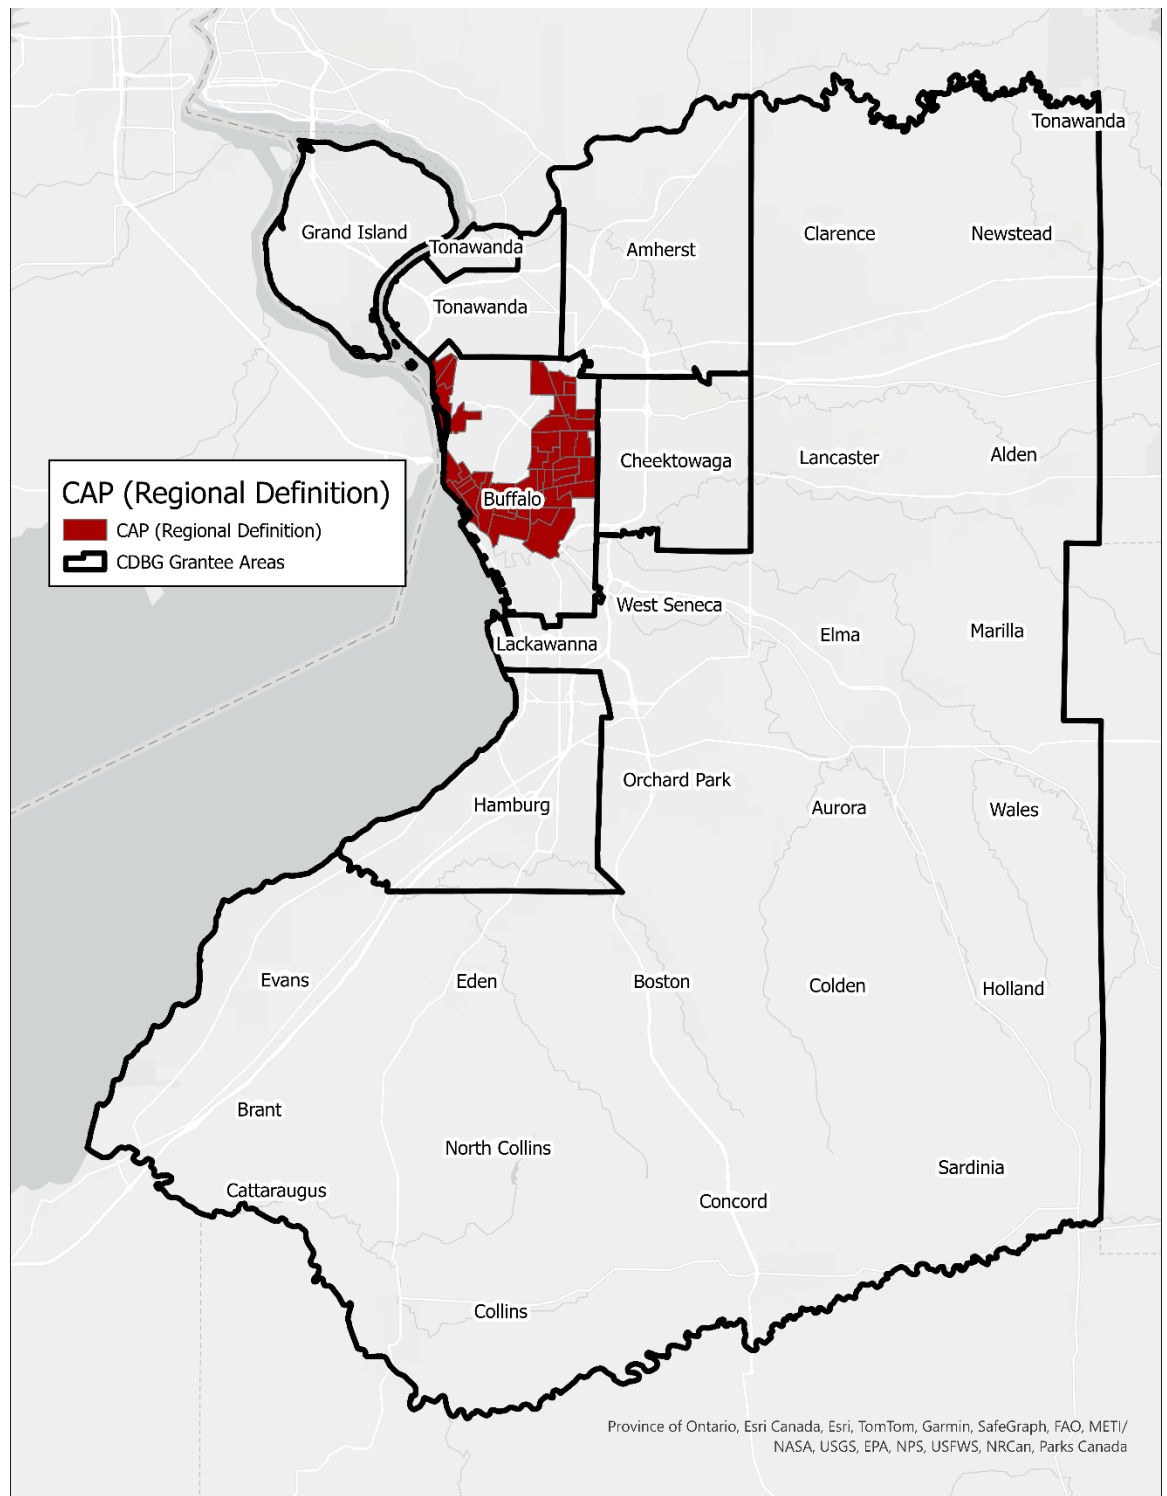 Tonawanda
Grand Island
Tonawanda
Amherst
Clarence
Newstead
Tonawanda
Cheektowaga
Lancaster
Alden
CAP (Regional Definition)
CAP (Regional Definition)
CDBG Grantee Areas
Buffalo
West Seneca
Elma
Marilla
Lackawanna
Hamburg
Orchard Park
Aurora
Wales
Evans
Eden
Boston
Colden
Holland
Brant
North Collins
Sardinia
Cattaraugus
Concord
Collins
Province of Ontario, Esri Canada, Esri, TomTom, Garmin, SafeGraph, FAO, METI/
NASA, USGS, EPA, NPS, USFWS, NRCan, Parks Canada